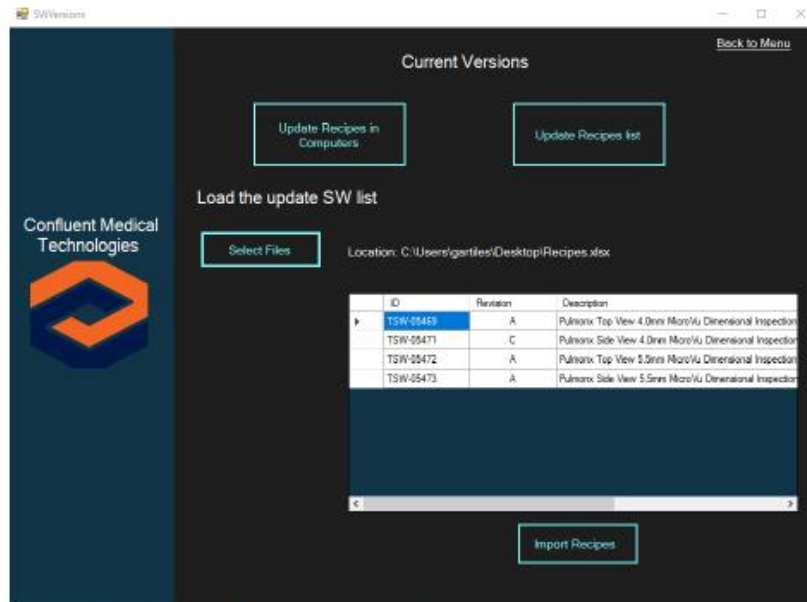 SWVersions
Back to Menu
Current Versions
Update Recipes in
Computers
Update Recipes list
Load the update SW list
Confluent Medical
Technologies
Select Files
Location: C:\Users\gartiles\Desktop\Recipes.xlsx
ID Revision Description
TSW-05469 A Pulmonx Top View 4.0mm MicroVu Dimensional Inspection
TSW-05471 C Pulmonx Side View 4.0mm MicroVu Dimensional Inspection
TSW-05472 A Pulmonx Top View 5.5mm MicroVu Dimensional Inspection
TSW-05473 A Pulmonx Side View 5.5mm MicroVu Dimensional Inspection
Import Recipes